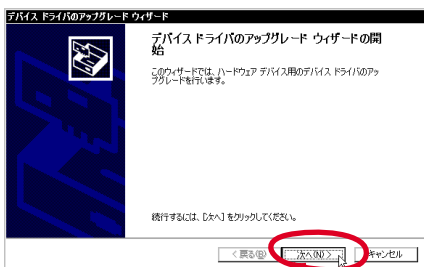 デバイス ドライバのアップグレード ウィザード
デバイス ドライバのアップグレード ウィザードの開
始
このウィザードでは、ハードウェア デバイス用のデバイス ドライバのアッ
プグレードを行います。
続行するには、[次へ] をクリックしてください。
< 戻る(B)
次へ(N) >
キャンセル